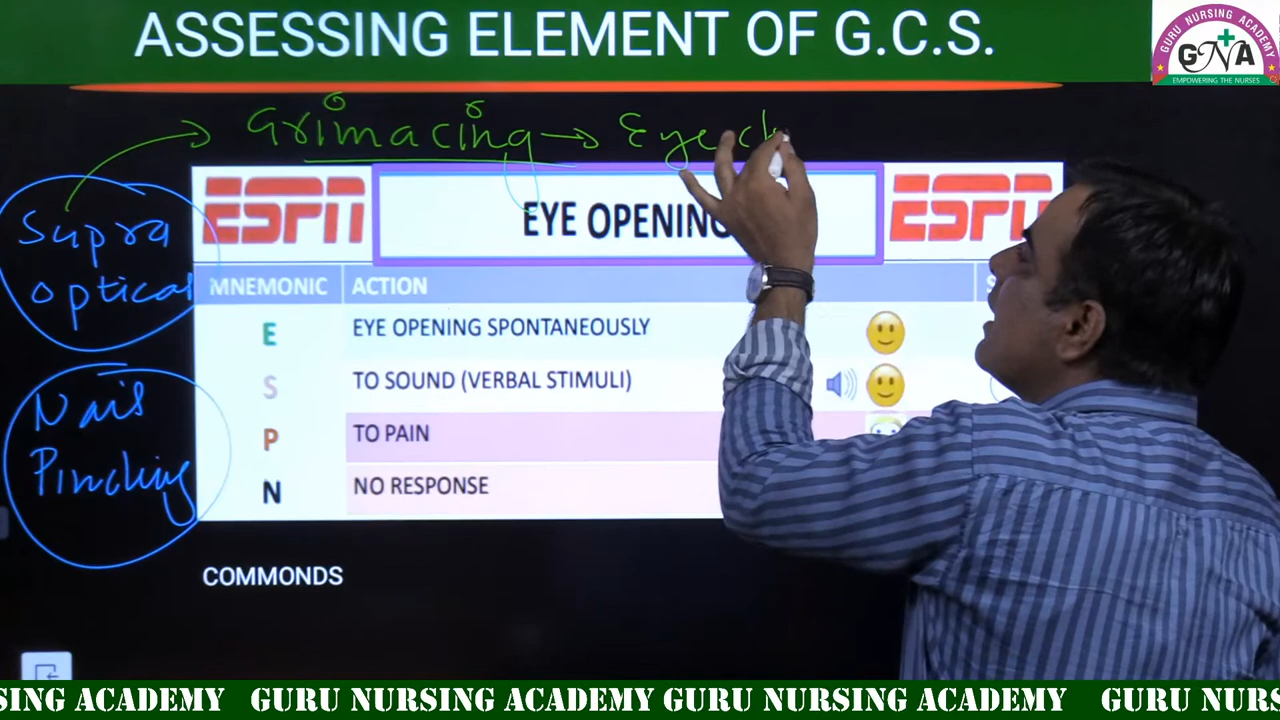 ASSESSING ELEMENT OF G.C.S.
GURU NURSING ACADEMY
GNA
EMPOWERING THE NURSES
Grimacing → Eye
Supra
optical
Nail
Pinching
ESPN
EYE OPENING
ESPN
MNEMONIC ACTION
E EYE OPENING SPONTANEOUSLY
S TO SOUND (VERBAL STIMULI)
P TO PAIN
N NO RESPONSE
COMMONDS
SING ACADEMY GURU NURSING ACADEMY GURU NURSING ACADEMY GURU NURS